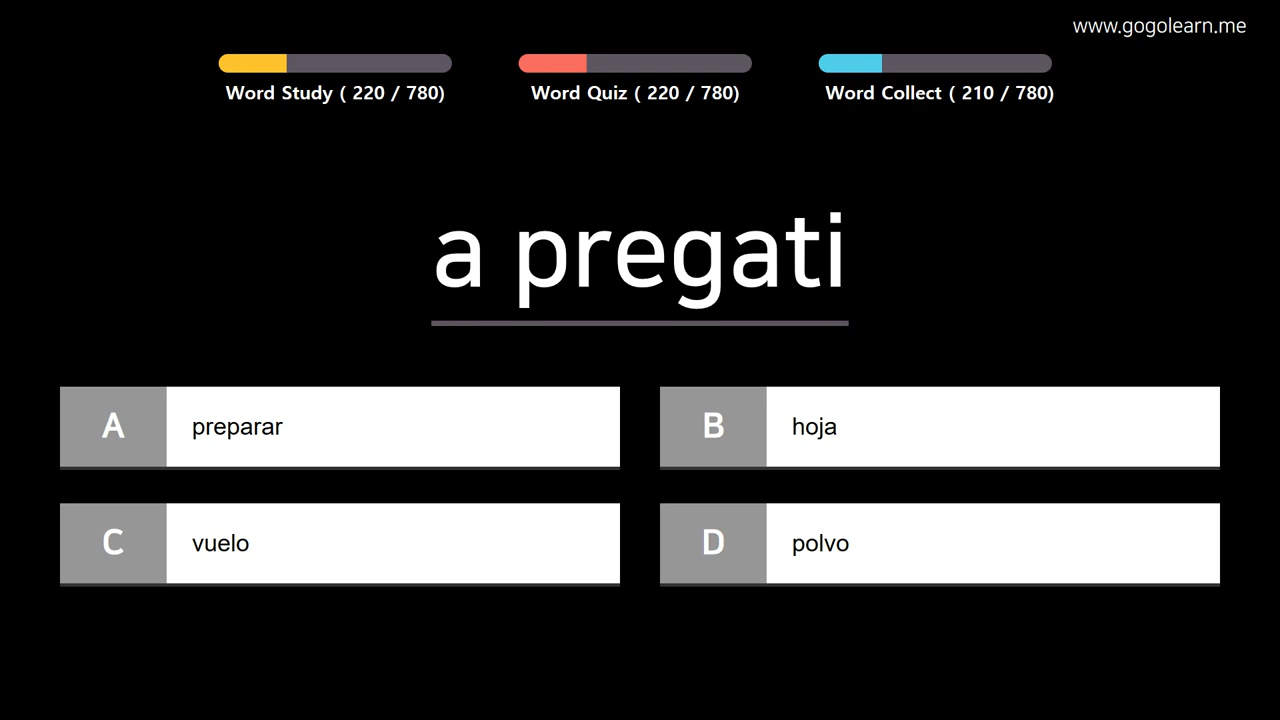 www.gogolearn.me
Word Study ( 220 / 780)
Word Quiz ( 220 / 780)
Word Collect ( 210 / 780)
a pregati
A preparar
B hoja
C vuelo
D polvo